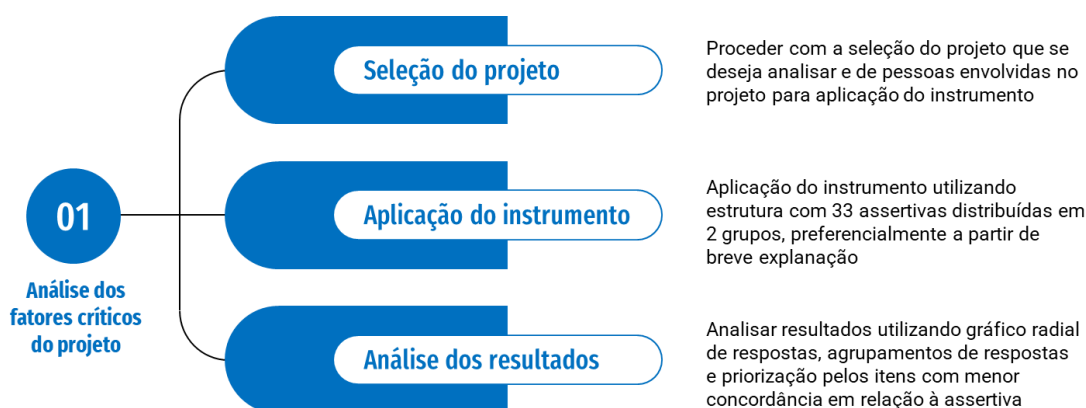 01
Análise dos
fatores críticos
do projeto
Seleção do projeto
Proceder com a seleção do projeto que se
deseja analisar e de pessoas envolvidas no
projeto para aplicação do instrumento
Aplicação do instrumento
Aplicação do instrumento utilizando
estrutura com 33 assertivas distribuídas em
2 grupos, preferencialmente a partir de
breve explanação
Análise dos resultados
Analisar resultados utilizando gráfico radial
de respostas, agrupamentos de respostas
e priorização pelos itens com menor
concordância em relação à assertiva